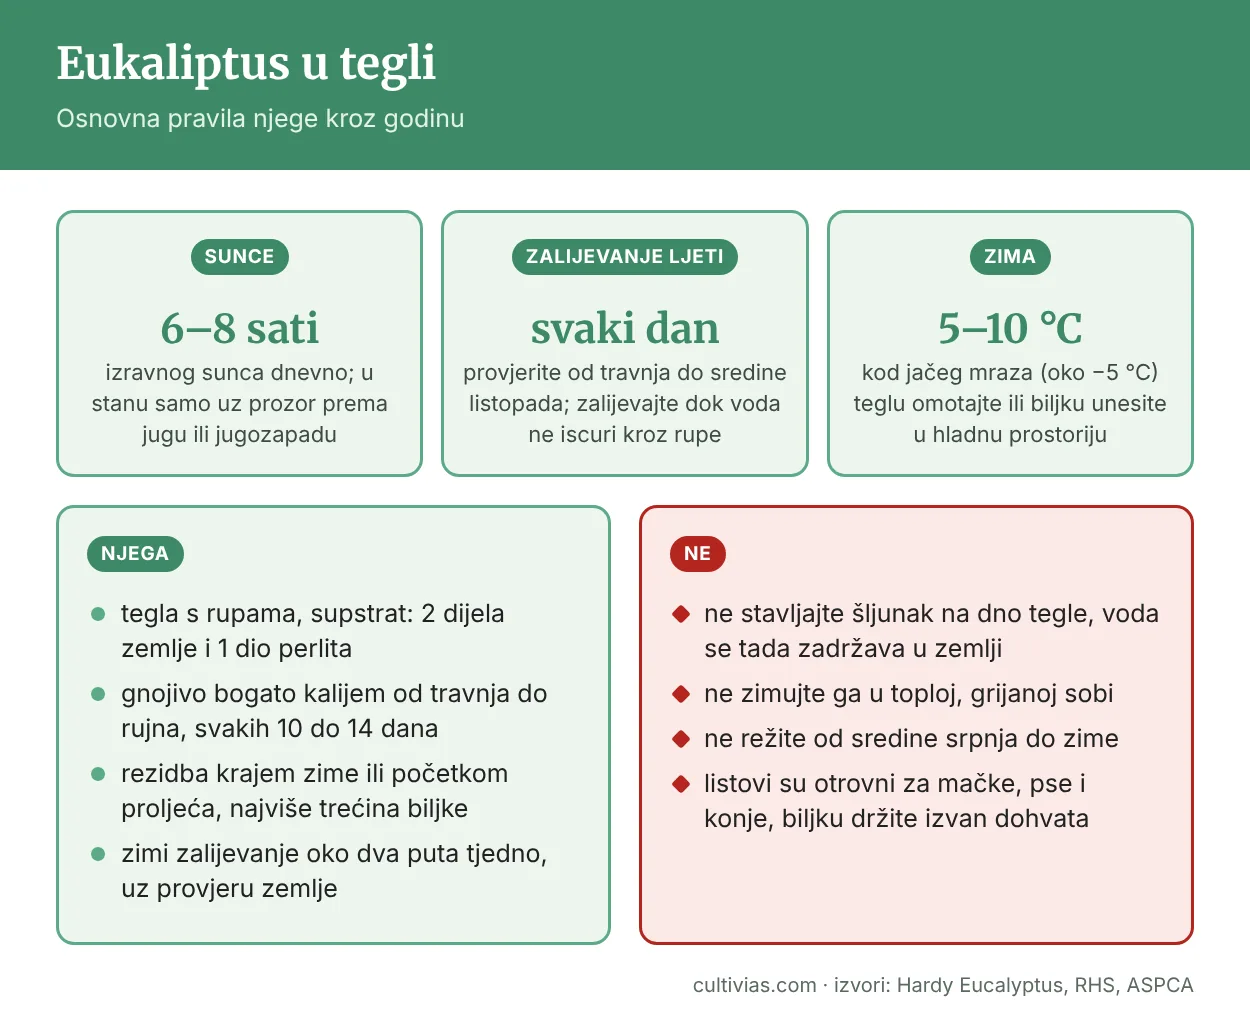 Eukaliptus u tegli
Osnovna pravila njege kroz godinu
SUNCE
6–8 sati
izravnog sunca dnevno; u
stanu samo uz prozor prema
jugu ili jugozapadu
ZALIJEVANJE LJETI
svaki dan
provjerite od travnja do sredine
listopada; zalijevajte dok voda
ne iscuri kroz rupe
ZIMA
5–10 °C
kod jačeg mraza (oko −5 °C)
teglu omotajte ili biljku unesite
u hladnu prostoriju
NJEGA
tegla s rupama, supstrat: 2 dijela
zemlje i 1 dio perlita
gnojivo bogato kalijem od travnja do
rujna, svakih 10 do 14 dana
rezidba krajem zime ili početkom
proljeća, najviše trećina biljke
zimi zalijevanje oko dva puta tjedno,
uz provjeru zemlje
NE
ne stavljajte šljunak na dno tegle, voda
se tada zadržava u zemlji
ne zimujte ga u toploj, grijanoj sobi
ne režite od sredine srpnja do zime
listovi su otrovni za mačke, pse i
konje, biljku držite izvan dohvata
cultivias.com · izvori: Hardy Eucalyptus, RHS, ASPCA